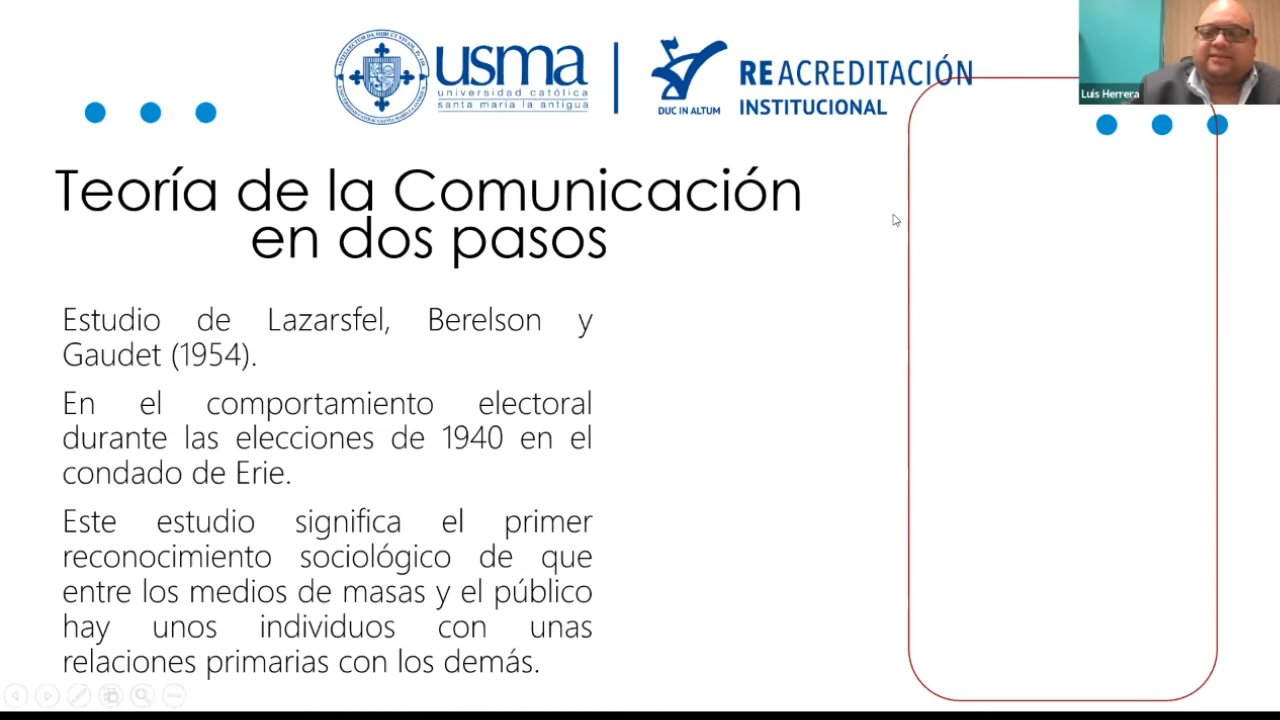 usma
universidad católica
santa maría la antigua
DUC IN ALTUM
REACREDITACIÓN
INSTITUCIONAL
Luis Herrera
Teoría de la Comunicación
en dos pasos
Estudio de Lazarsfel, Berelson y
Gaudet (1954).
En el comportamiento electoral
durante las elecciones de 1940 en el
condado de Erie.
Este estudio significa el primer
reconocimiento sociológico de que
entre los medios de masas y el público
hay unos individuos con unas
relaciones primarias con los demás.